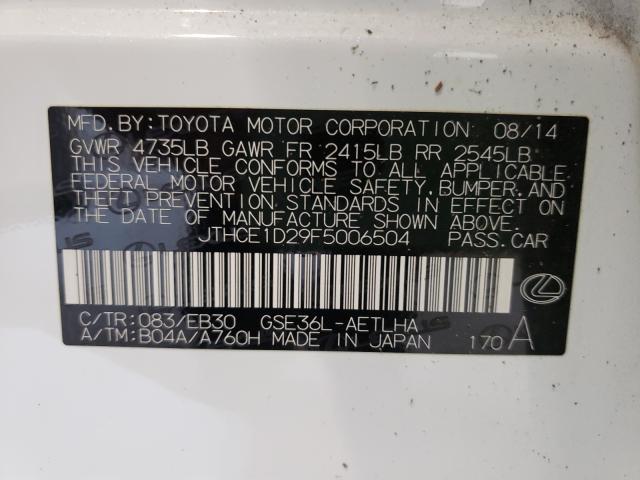 MFD.BY:TOYOTA MOTOR CORPORATION 08/14
GVWR 4735LB GAWR FR 2415LB RR 2545LB
THIS VEHICLE CONFORMS TO ALL APPLICABLE
FEDERAL MOTOR VEHICLE SAFETY, BUMPER, AND
THEFT PREVENTION STANDARDS IN EFFECT ON
THE DATE OF MANUFACTURE SHOWN ABOVE.
JTHCE1D29F5006504 PASS.CAR
C/TR:083/EB30 GSE36L-AETLHA
A/TM:B04A/A760H MADE IN JAPAN 170 A